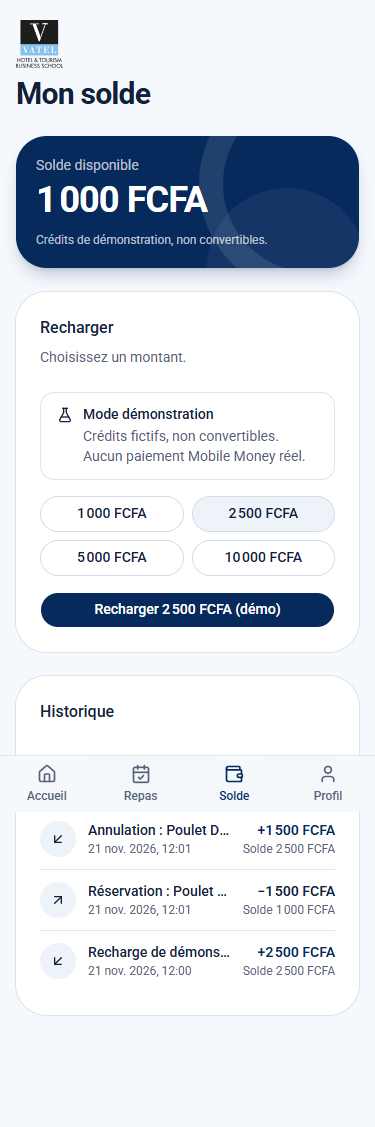 V
VATEL
HOTEL & TOURISM
BUSINESS SCHOOL
Mon solde
Solde disponible
1 000 FCFA
Crédits de démonstration, non convertibles.
Recharger
Choisissez un montant.
Mode démonstration
Crédits fictifs, non convertibles.
Aucun paiement Mobile Money réel.
1 000 FCFA
2 500 FCFA
5 000 FCFA
10 000 FCFA
Recharger 2 500 FCFA (démo)
Historique
Accueil
Repas
Solde
Profil
Annulation : Poulet D...
+1 500 FCFA
21 nov. 2026, 12:01
Solde 2 500 FCFA
Réservation : Poulet ...
−1 500 FCFA
21 nov. 2026, 12:01
Solde 1 000 FCFA
Recharge de démons...
+2 500 FCFA
21 nov. 2026, 12:00
Solde 2 500 FCFA